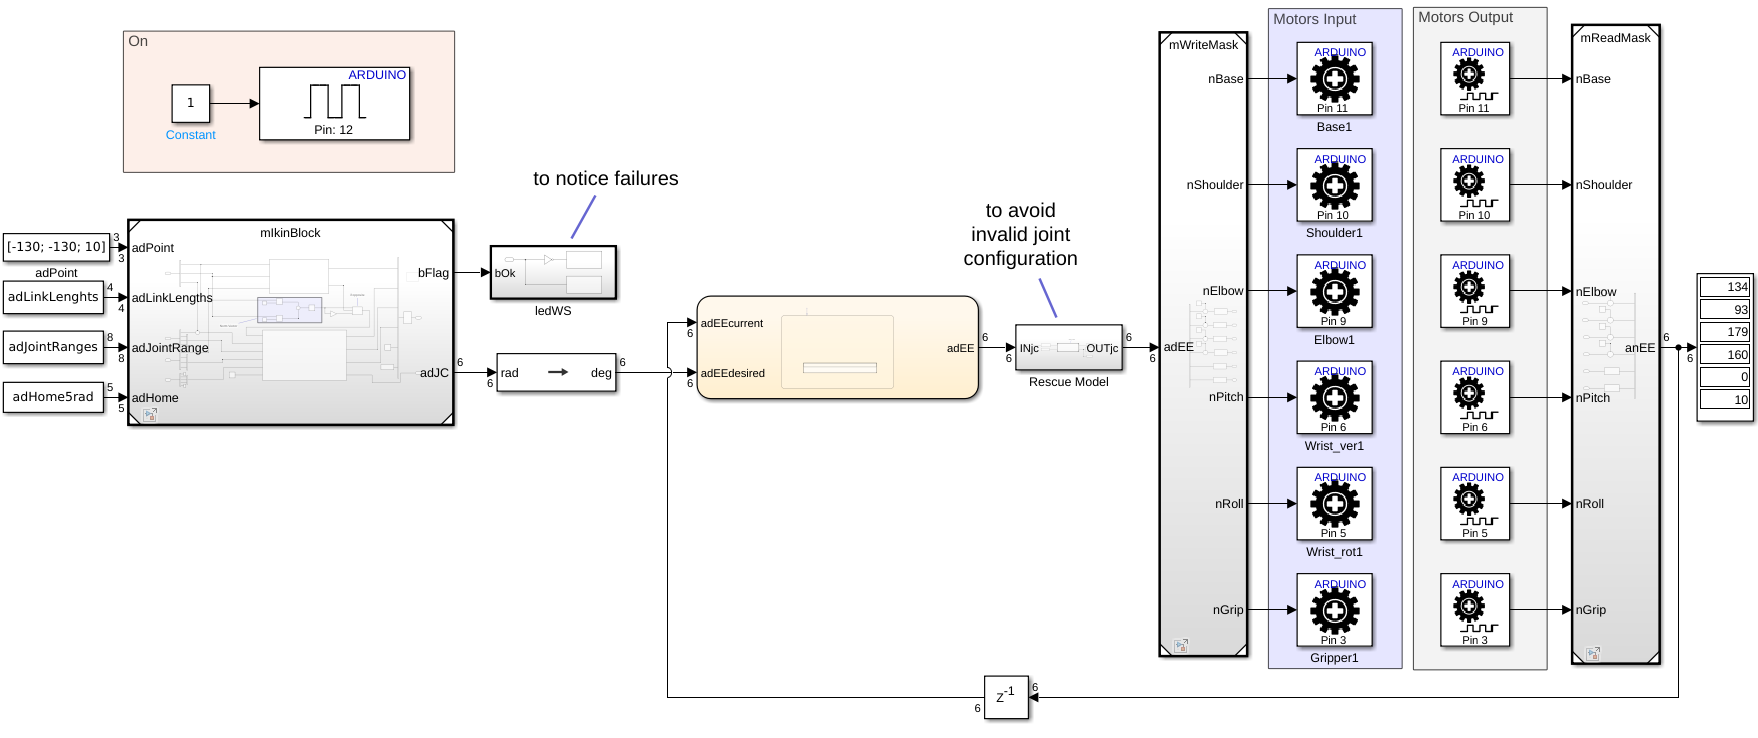 On
1
Constant
ARDUINO
Pin: 12
to notice failures
[-130; -130; 10]
3
3
adPoint
adLinkLenghts
4
4
adJointRanges
8
8
adHome5rad
5
5
mIkinBlock
adPoint
adLinkLengths
adJointRange
adHome
bFlag
adJC
6
6
bOk
ledWS
rad
deg
6
6
adEEcurrent
6
adEEdesired
adEE
6
6
to avoid
invalid joint
configuration
INjc
OUTjc
Rescue Model
6
6
mWriteMask
adEE
nBase
nShoulder
nElbow
nPitch
nRoll
nGrip
Motors Input
ARDUINO
Pin 11
Base1
ARDUINO
Pin 10
Shoulder1
ARDUINO
Pin 9
Elbow1
ARDUINO
Pin 6
Wrist_ver1
ARDUINO
Pin 5
Wrist_rot1
ARDUINO
Pin 3
Gripper1
Motors Output
ARDUINO
Pin 11
ARDUINO
Pin 10
ARDUINO
Pin 9
ARDUINO
Pin 6
ARDUINO
Pin 5
ARDUINO
Pin 3
mReadMask
nBase
nShoulder
nElbow
nPitch
nRoll
nGrip
anEE
6
6
134
93
179
160
0
10
Z-1
6
6